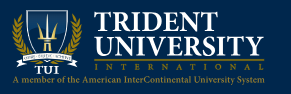 TRIDENT
UNIVERSITY
INTERNATIONAL
TUI
A member of the American InterContinental University System